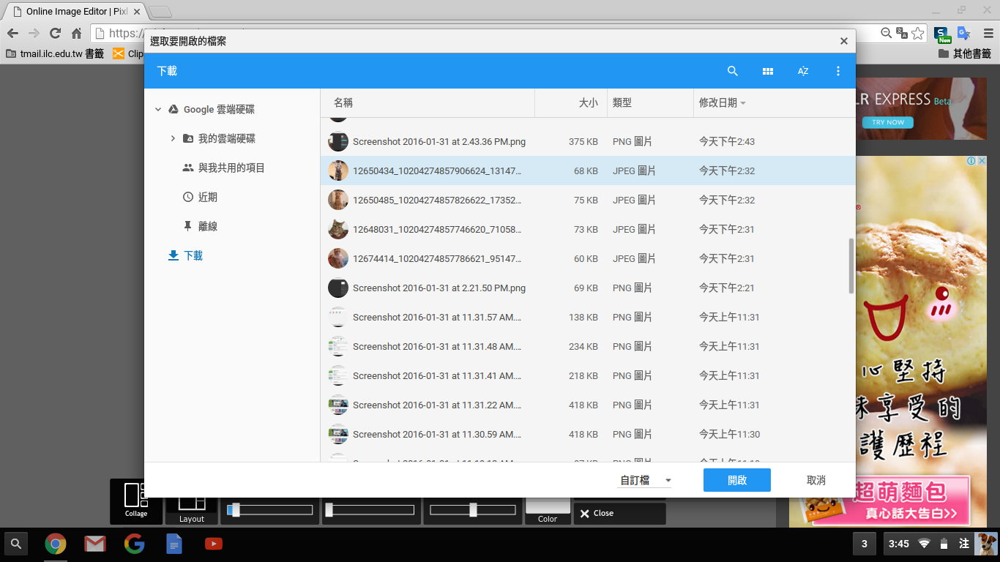 Online Image Editor | Pixl
https://
tmail.ilc.edu.tw 書籤
Clip
New
其他書籤
選取要開啟的檔案
下載
AZ
Google 雲端硬碟
我的雲端硬碟
與我共用的項目
近期
離線
下載
名稱 大小 類型 修改日期
Screenshot 2016-01-31 at 2.43.36 PM.png 375 KB PNG 圖片 今天下午2:43
12650434_10204274857906624_13147... 68 KB JPEG 圖片 今天下午2:32
12650485_10204274857826622_17352... 75 KB JPEG 圖片 今天下午2:32
12648031_10204274857746620_71058... 73 KB JPEG 圖片 今天下午2:31
12674414_10204274857786621_95147... 60 KB JPEG 圖片 今天下午2:31
Screenshot 2016-01-31 at 2.21.50 PM.png 69 KB PNG 圖片 今天下午2:21
Screenshot 2016-01-31 at 11.31.57 AM.... 138 KB PNG 圖片 今天上午11:31
Screenshot 2016-01-31 at 11.31.48 AM.... 234 KB PNG 圖片 今天上午11:31
Screenshot 2016-01-31 at 11.31.41 AM.... 218 KB PNG 圖片 今天上午11:31
Screenshot 2016-01-31 at 11.31.22 AM.... 418 KB PNG 圖片 今天上午11:31
Screenshot 2016-01-31 at 11.30.59 AM.... 418 KB PNG 圖片 今天上午11:30
自訂檔
開啟
取消
R EXPRESS Beta
TRY NOW
心堅持
享受的
護歷程
超萌麵包
真心話大告白>>
Collage
Layout
Color
Close
3
3:45
注